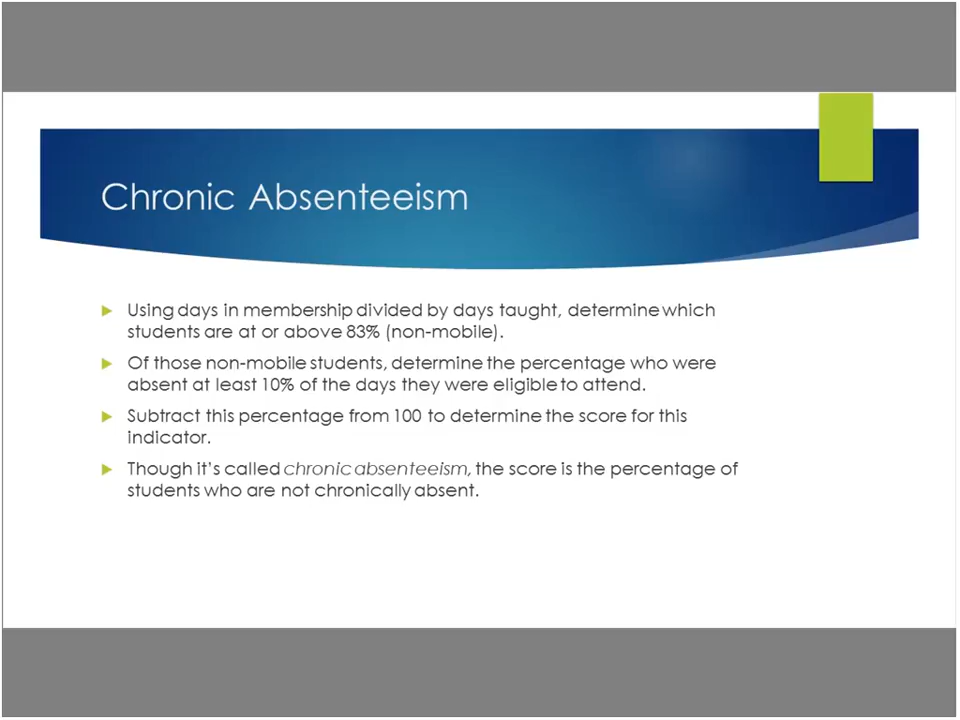 Chronic Absenteeism
Using days in membership divided by days taught, determine which
students are at or above 83% (non-mobile).
Of those non-mobile students, determine the percentage who were
absent at least 10% of the days they were eligible to attend.
Subtract this percentage from 100 to determine the score for this
indicator.
Though it's called chronic absenteeism, the score is the percentage of
students who are not chronically absent.